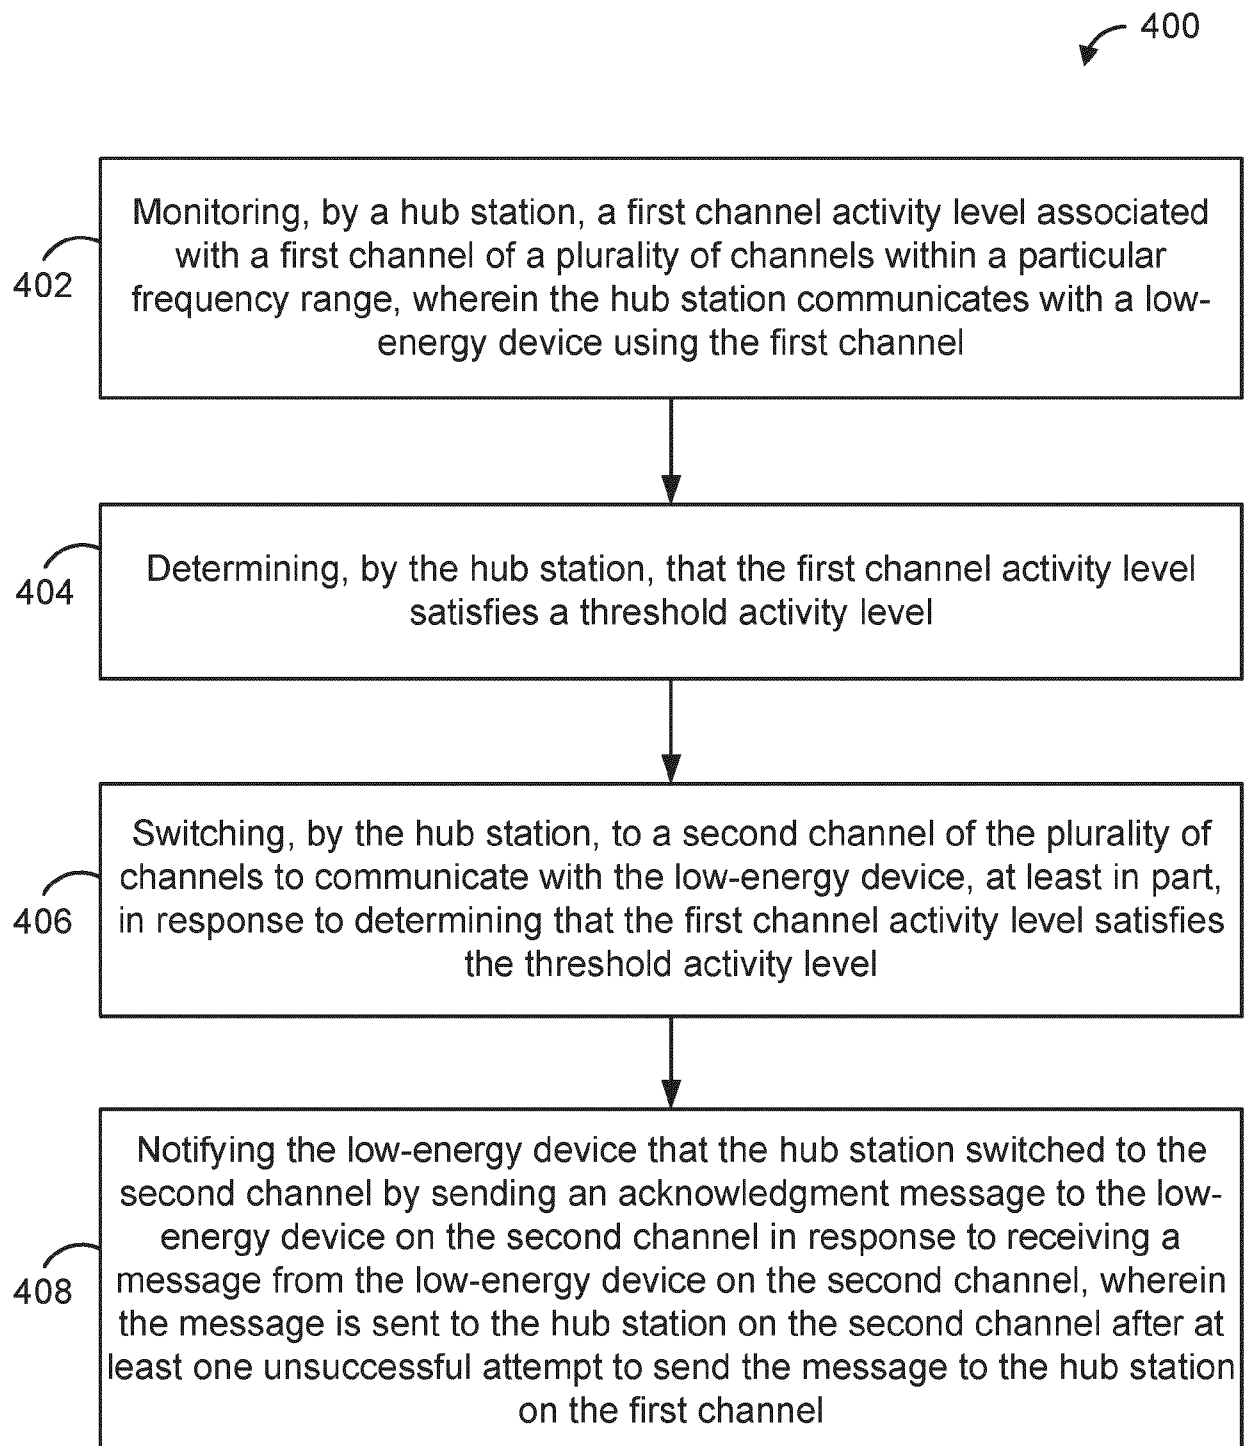 400
Monitoring, by a hub station, a first channel activity level associated
with a first channel of a plurality of channels within a particular
frequency range, wherein the hub station communicates with a low-
energy device using the first channel
402
Determining, by the hub station, that the first channel activity level
satisfies a threshold activity level
404
Switching, by the hub station, to a second channel of the plurality of
channels to communicate with the low-energy device, at least in part,
in response to determining that the first channel activity level satisfies
the threshold activity level
406
Notifying the low-energy device that the hub station switched to the
second channel by sending an acknowledgment message to the low-
energy device on the second channel in response to receiving a
message from the low-energy device on the second channel, wherein
the message is sent to the hub station on the second channel after at
least one unsuccessful attempt to send the message to the hub station
on the first channel
408